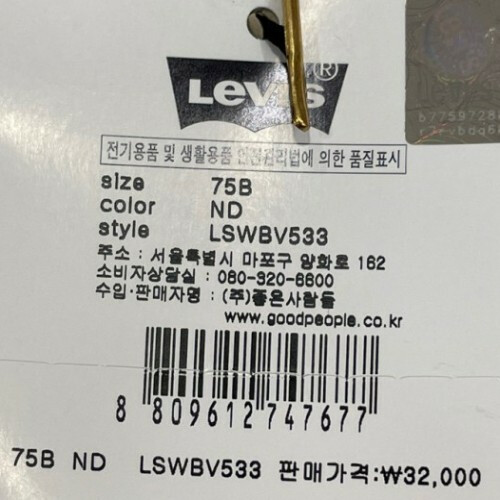 Levi's®
전기용품 및 생활용품 안전관리법에 의한 품질표시
size 75B
color ND
style LSWBV533
주소 : 서울특별시 마포구 양화로 162
소비자상담실 : 080-320-6600
수입·판매자명 : (주)좋은사람들
www.goodpeople.co.kr
8 809612 747677
75B ND LSWBV533 판매가격:₩32,000